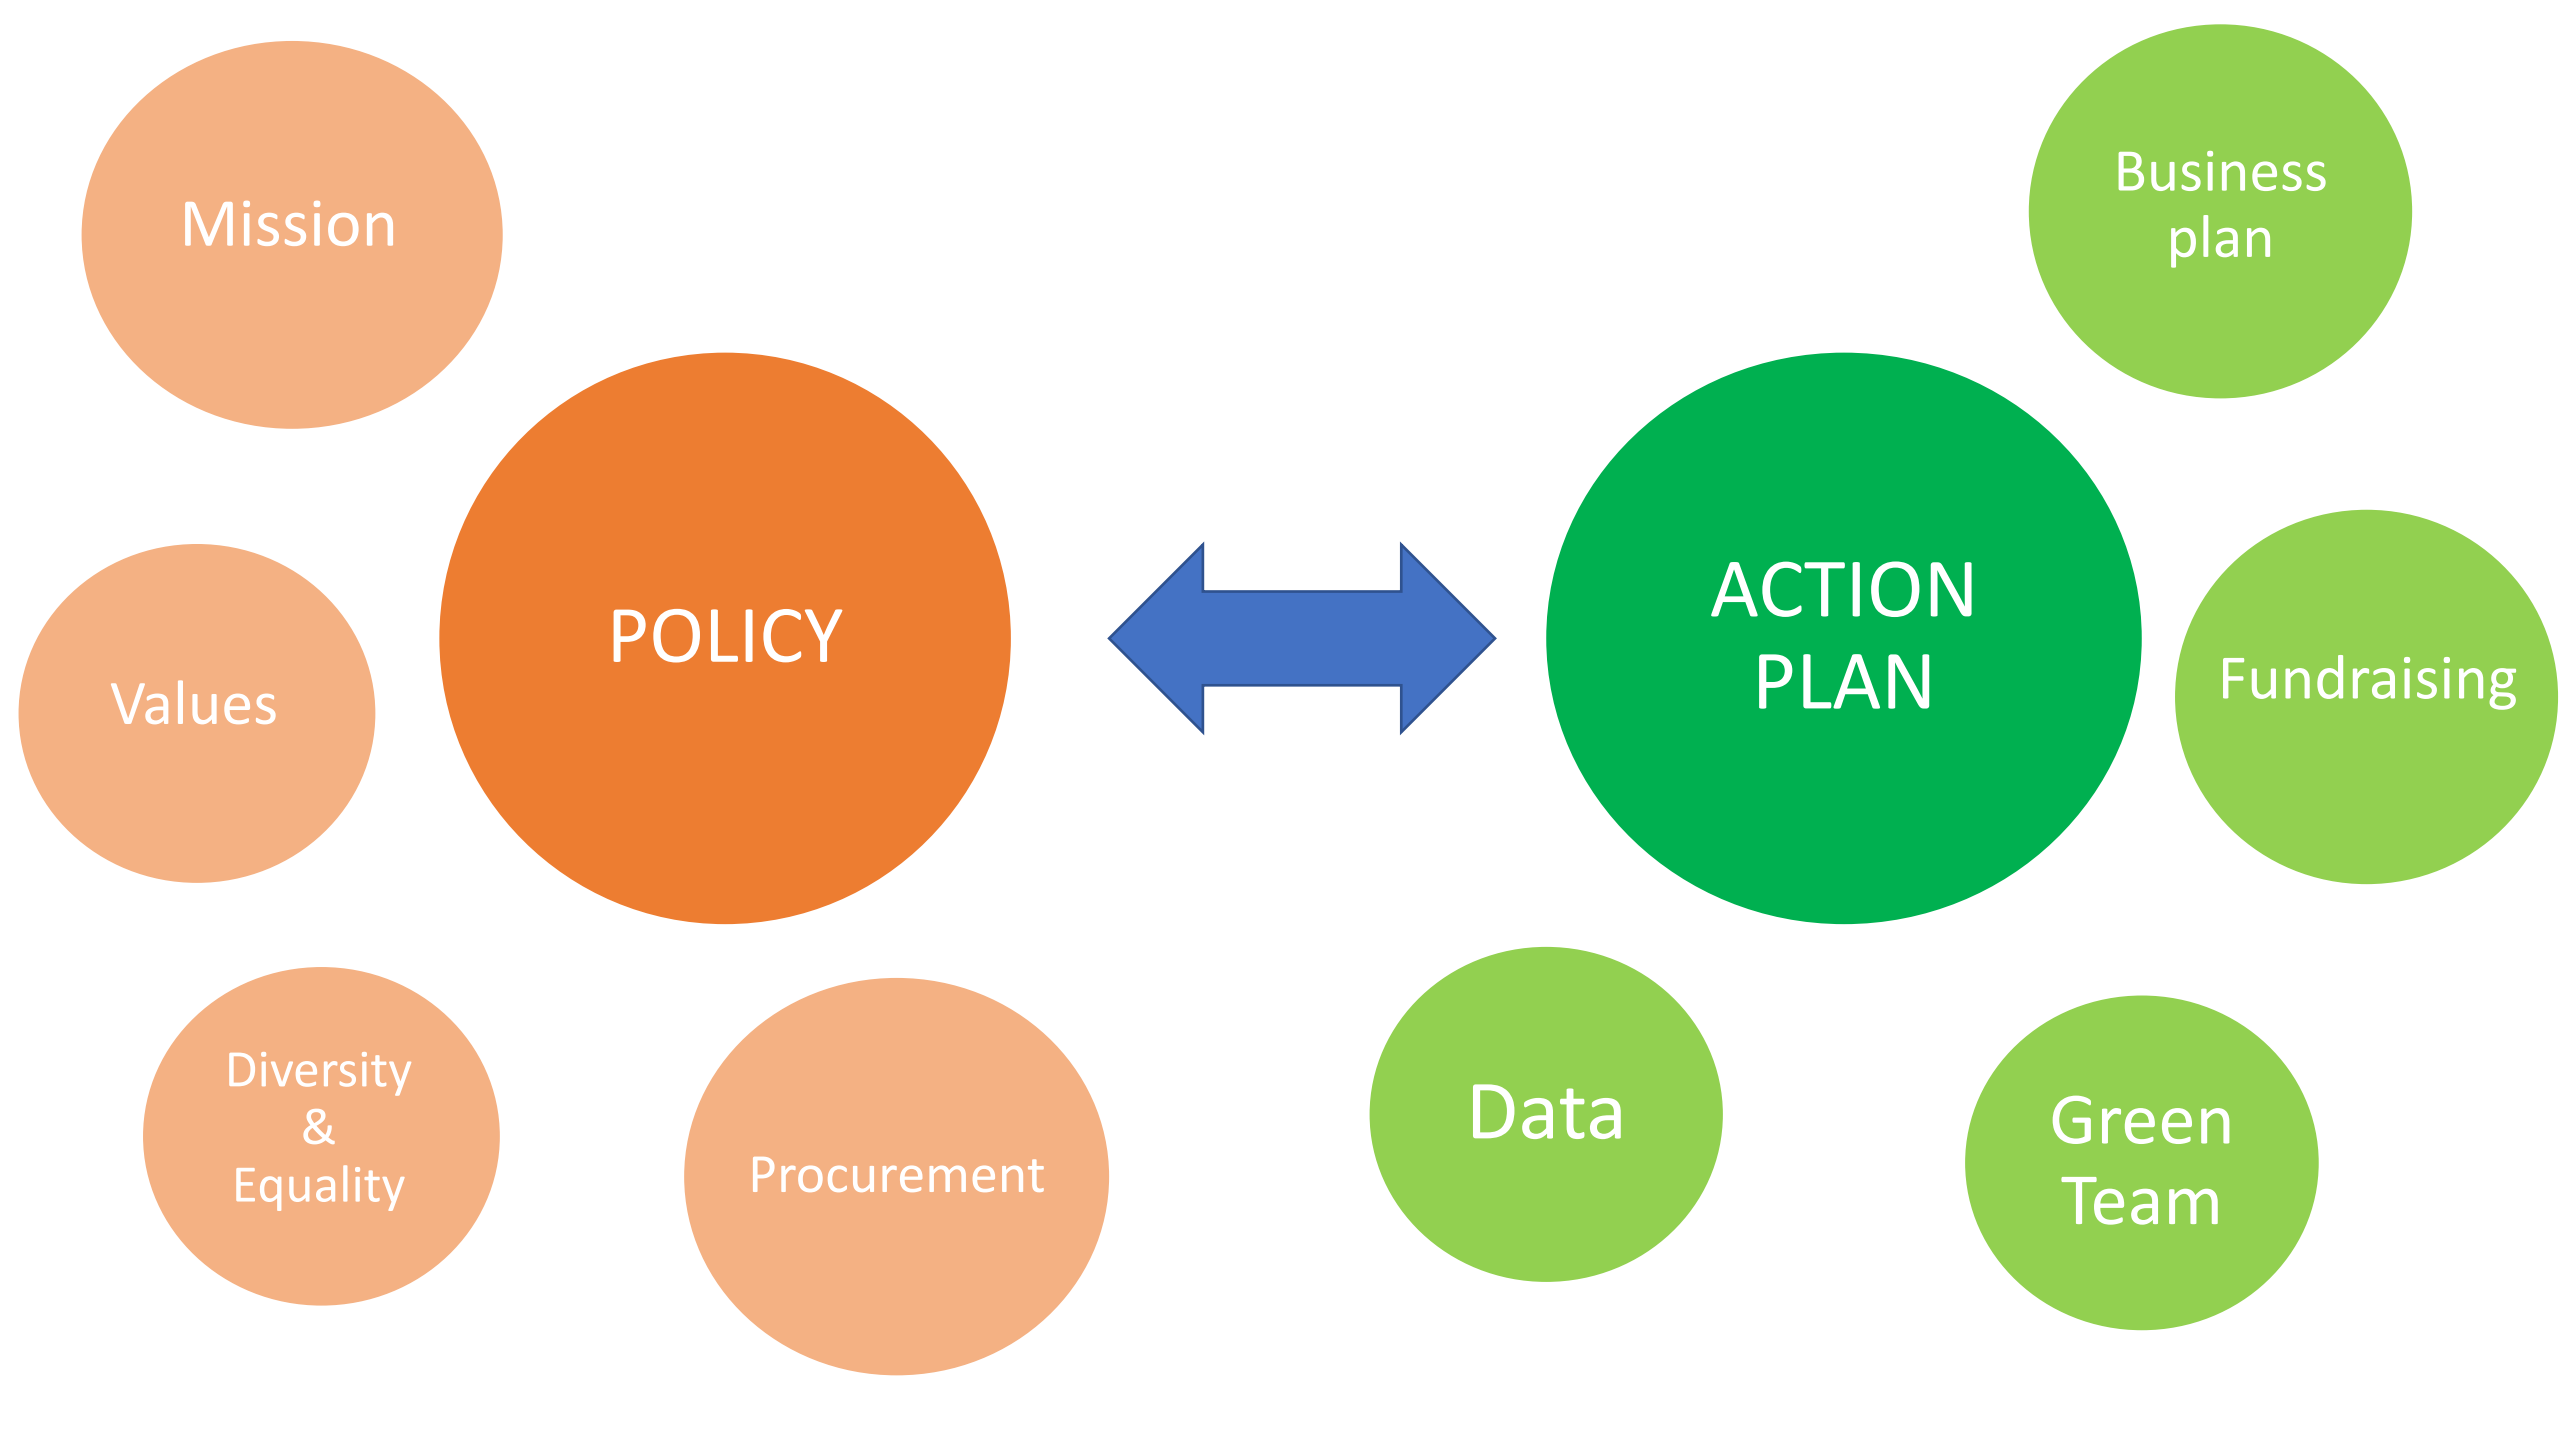 Mission
Values
Diversity
&
Equality
POLICY
Procurement
ACTION
PLAN
Business
plan
Fundraising
Data
Green
Team